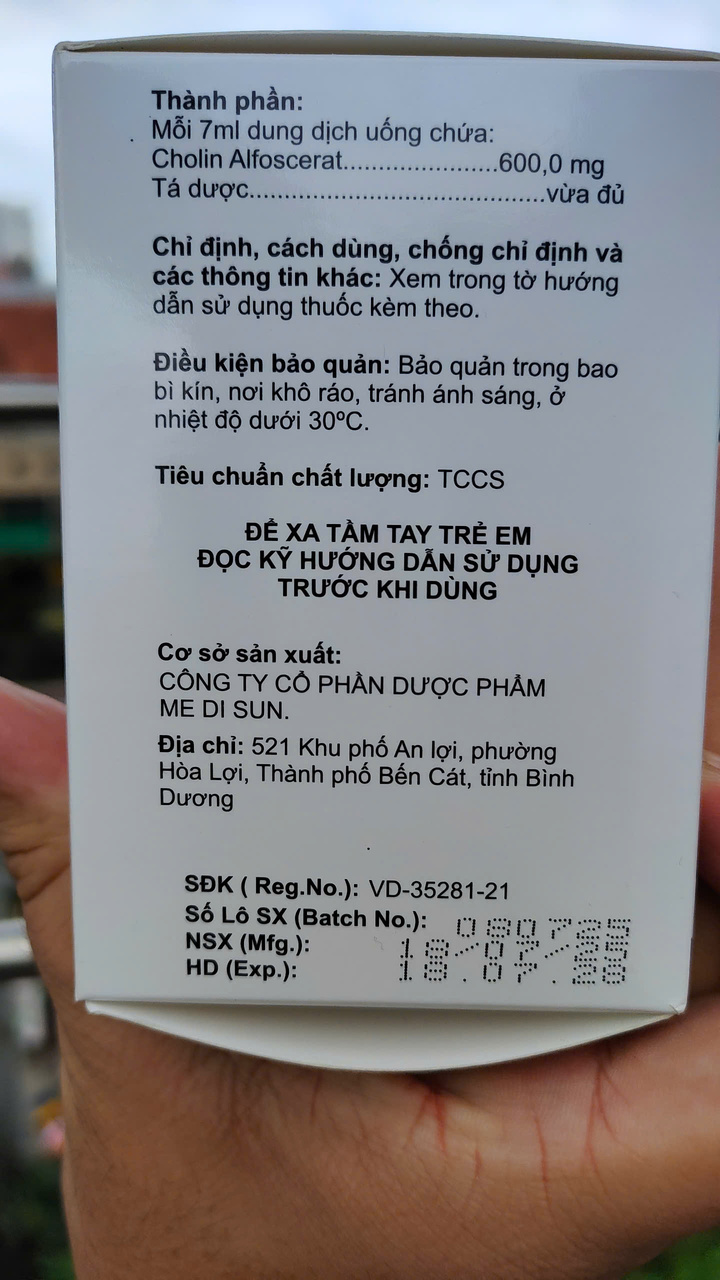 Thành phần:
Mỗi 7ml dung dịch uống chứa:
Cholin Alfoscerat.......................600,0 mg
Tá dược...........................................vừa đủ
Chỉ định, cách dùng, chống chỉ định và
các thông tin khác: Xem trong tờ hướng
dẫn sử dụng thuốc kèm theo.
Điều kiện bảo quản: Bảo quản trong bao
bì kín, nơi khô ráo, tránh ánh sáng, ở
nhiệt độ dưới 30ºC.
Tiêu chuẩn chất lượng: TCCS
ĐỂ XA TẦM TAY TRẺ EM
ĐỌC KỸ HƯỚNG DẪN SỬ DỤNG
TRƯỚC KHI DÙNG
Cơ sở sản xuất:
CÔNG TY CỔ PHẦN DƯỢC PHẨM
ME DI SUN.
Địa chỉ: 521 Khu phố An lợi, phường
Hòa Lợi, Thành phố Bến Cát, tỉnh Bình
Dương
SĐK ( Reg.No.): VD-35281-21
Số Lô SX (Batch No.): 080725
NSX (Mfg.): 18/07/25
HD (Exp.): 18.07.28